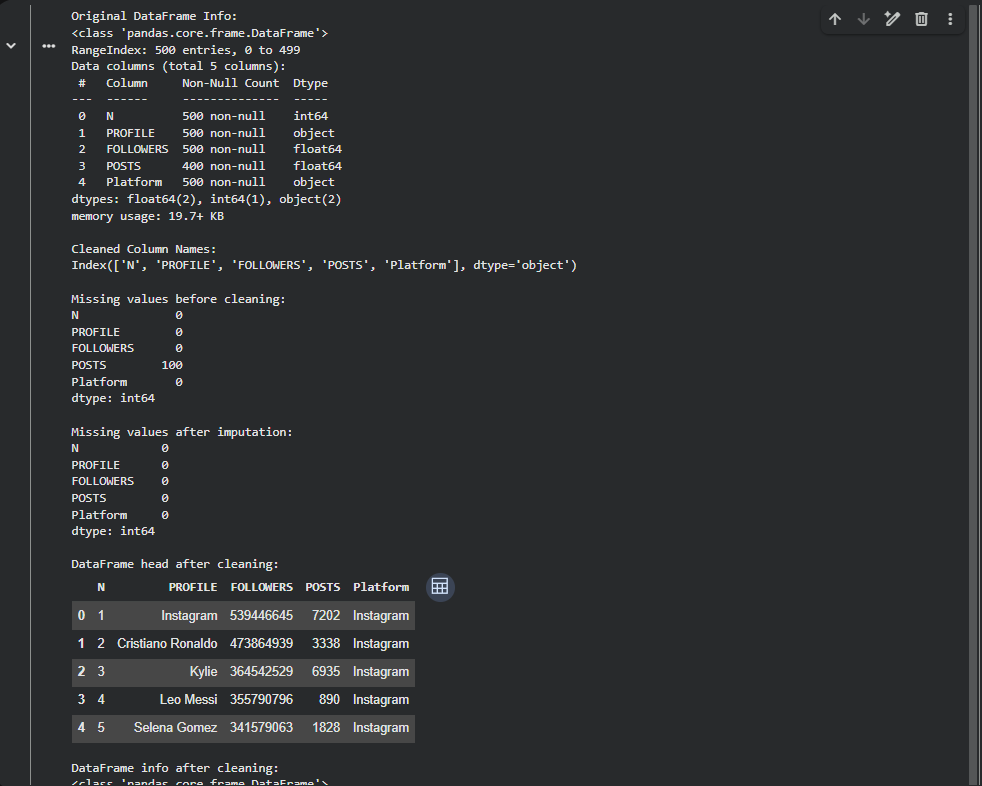 Original DataFrame Info:
<class 'pandas.core.frame.DataFrame'>
RangeIndex: 500 entries, 0 to 499
Data columns (total 5 columns):
 #   Column     Non-Null Count  Dtype
---  ------     --------------  -----
 0   N          500 non-null    int64
 1   PROFILE    500 non-null    object
 2   FOLLOWERS  500 non-null    float64
 3   POSTS      400 non-null    float64
 4   Platform   500 non-null    object
dtypes: float64(2), int64(1), object(2)
memory usage: 19.7+ KB
Cleaned Column Names:
Index(['N', 'PROFILE', 'FOLLOWERS', 'POSTS', 'Platform'], dtype='object')
Missing values before cleaning:
N              0
PROFILE        0
FOLLOWERS      0
POSTS        100
Platform       0
dtype: int64
Missing values after imputation:
N            0
PROFILE      0
FOLLOWERS    0
POSTS        0
Platform     0
dtype: int64
DataFrame head after cleaning:
N PROFILE FOLLOWERS POSTS Platform
0 1 Instagram 539446645 7202 Instagram
1 2 Cristiano Ronaldo 473864939 3338 Instagram
2 3 Kylie 364542529 6935 Instagram
3 4 Leo Messi 355790796 890 Instagram
4 5 Selena Gomez 341579063 1828 Instagram
DataFrame info after cleaning:
<class 'pandas.core.frame.DataFrame'>